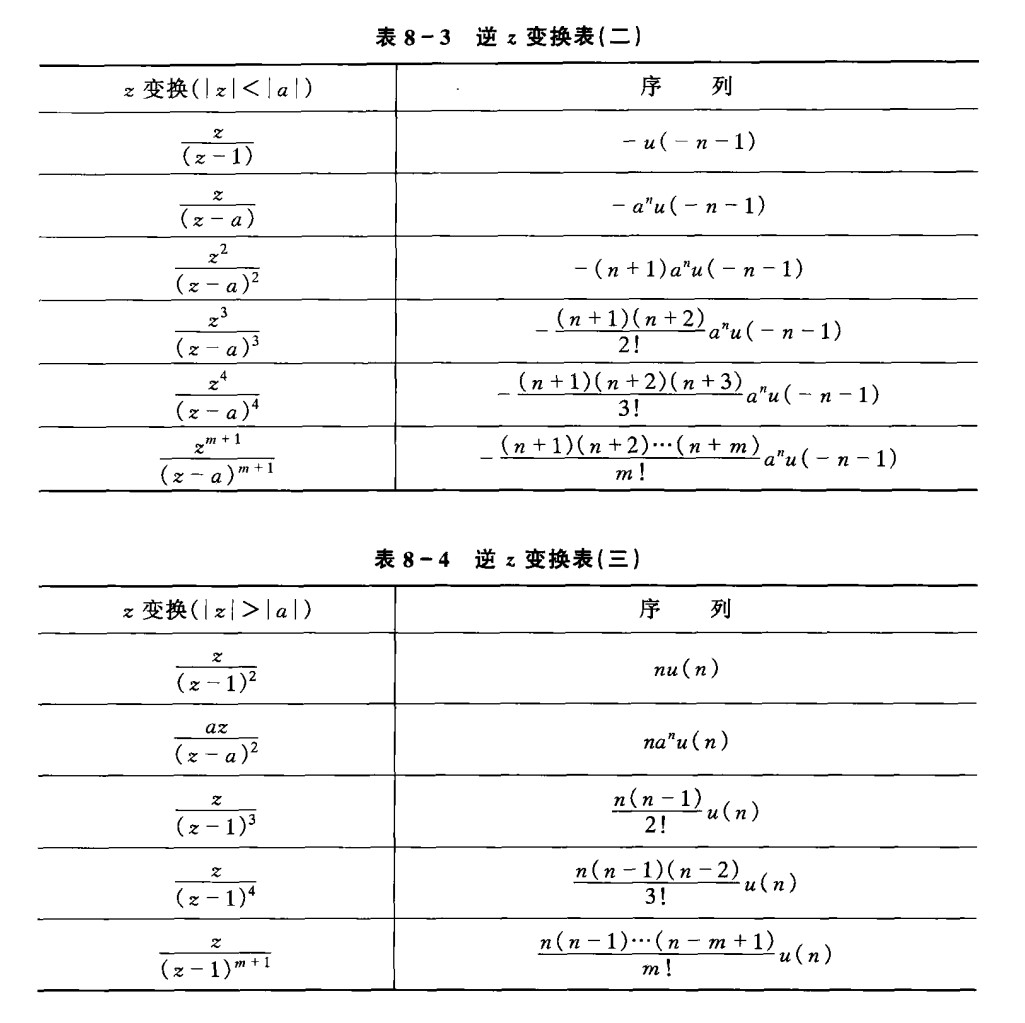 表 8-3 逆 z 变换表(二)
z 变换(|z|<|a|) 序 列
\frac{z}{(z-1)} -u(-n-1)
\frac{z}{(z-a)} -a^n u(-n-1)
\frac{z^2}{(z-a)^2} -(n+1)a^n u(-n-1)
\frac{z^3}{(z-a)^3} -\frac{(n+1)(n+2)}{2!}a^n u(-n-1)
\frac{z^4}{(z-a)^4} -\frac{(n+1)(n+2)(n+3)}{3!}a^n u(-n-1)
\frac{z^{m+1}}{(z-a)^{m+1}} -\frac{(n+1)(n+2)\cdots(n+m)}{m!}a^n u(-n-1)
表 8-4 逆 z 变换表(三)
z 变换(|z|>|a|) 序 列
\frac{z}{(z-1)^2} nu(n)
\frac{az}{(z-a)^2} na^n u(n)
\frac{z}{(z-1)^3} \frac{n(n-1)}{2!}u(n)
\frac{z}{(z-1)^4} \frac{n(n-1)(n-2)}{3!}u(n)
\frac{z}{(z-1)^{m+1}} \frac{n(n-1)\cdots(n-m+1)}{m!}u(n)